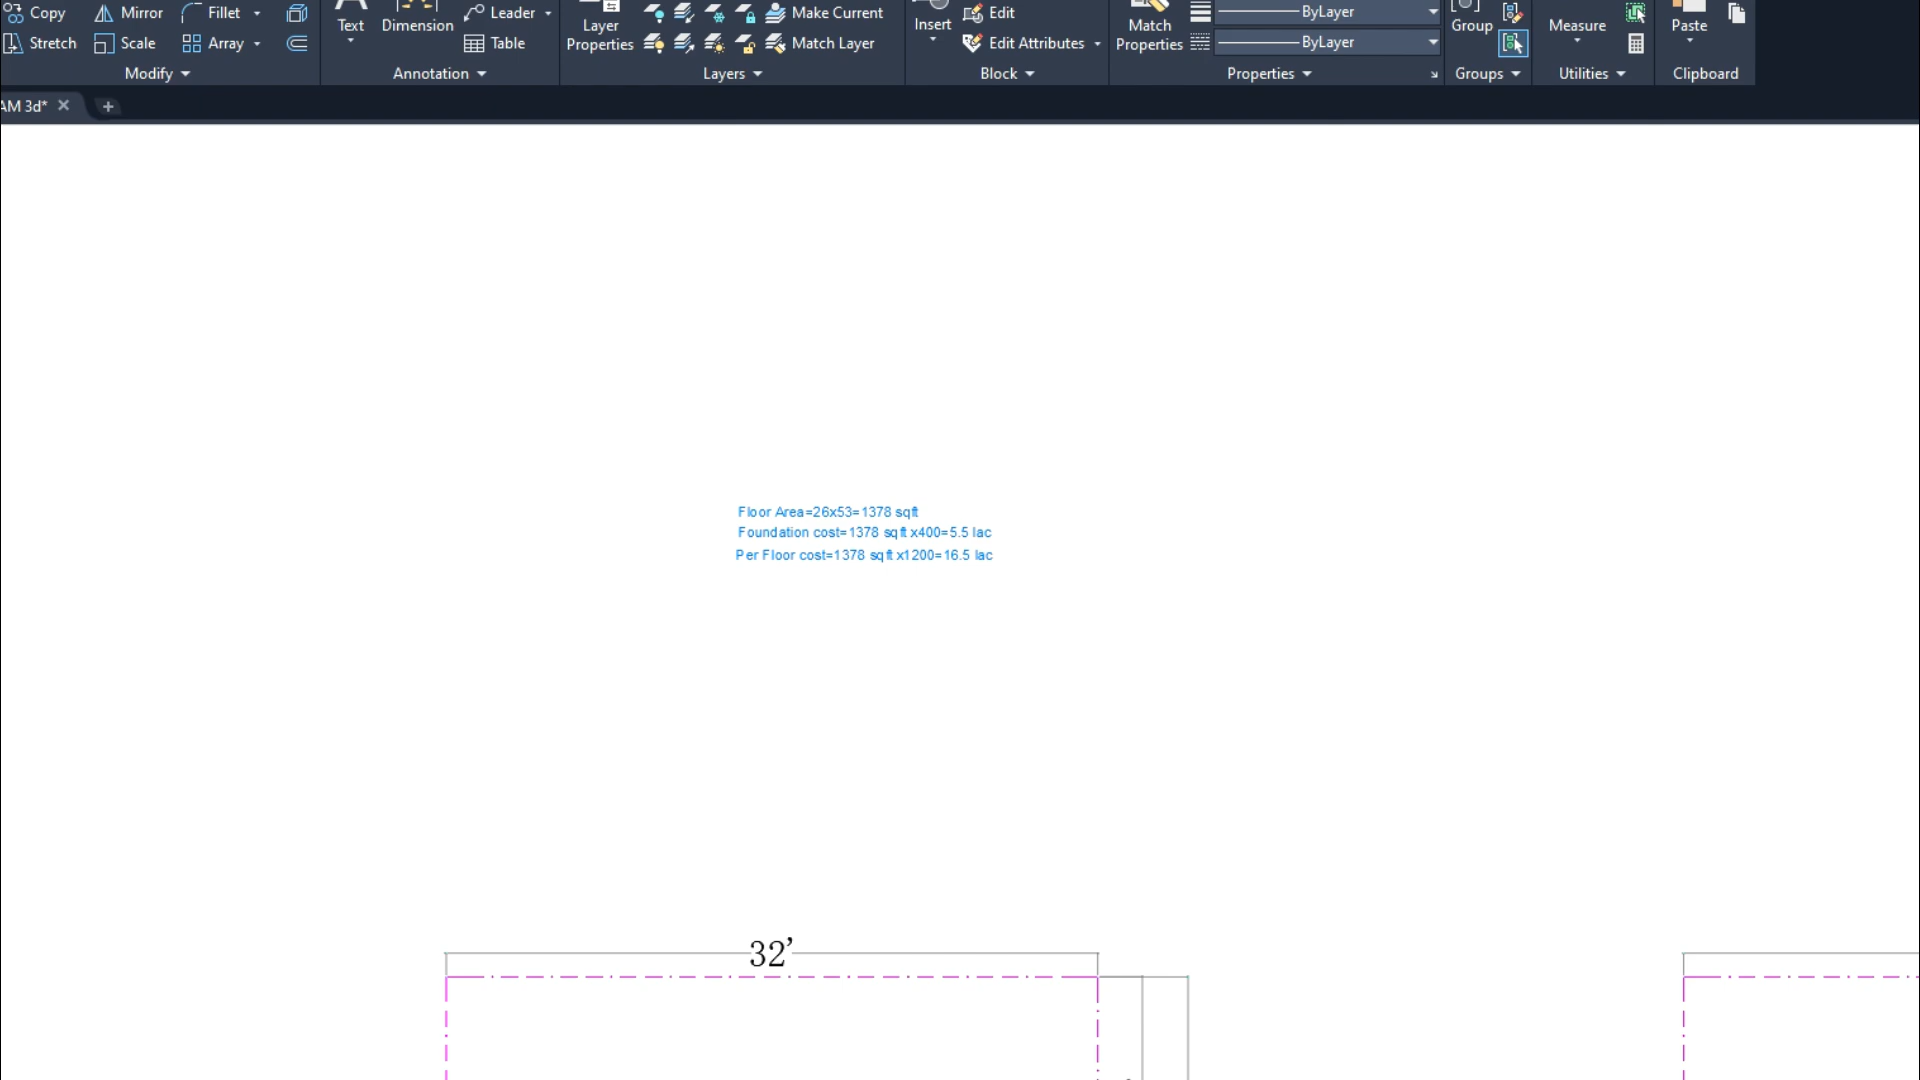 Copy Mirror Fillet Text Dimension Leader Layer Properties Make Current Insert Edit Match Properties ByLayer Group Measure Paste
Stretch Scale Array Table Match Layer Edit Attributes ByLayer
Modify Annotation Layers Block Properties Groups Utilities Clipboard
AM 3d*
Floor Area=26x53=1378 sqft
Foundation cost=1378 sqft x400=5.5 lac
Per Floor cost=1378 sqft x1200=16.5 lac
32'